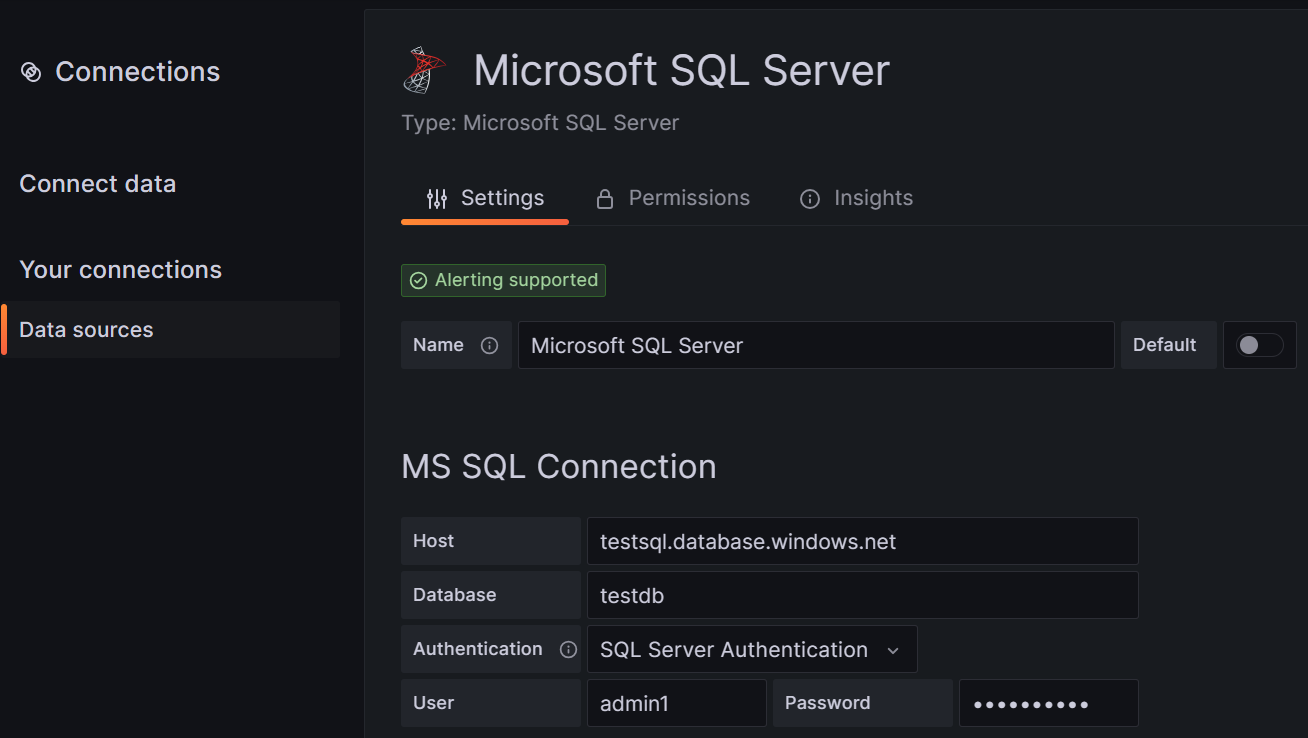 Connections
Connect data
Your connections
Data sources
Microsoft SQL Server
Type: Microsoft SQL Server
Settings Permissions Insights
Alerting supported
Name Microsoft SQL Server Default
MS SQL Connection
Host testsql.database.windows.net
Database testdb
Authentication SQL Server Authentication
User admin1 Password ••••••••••